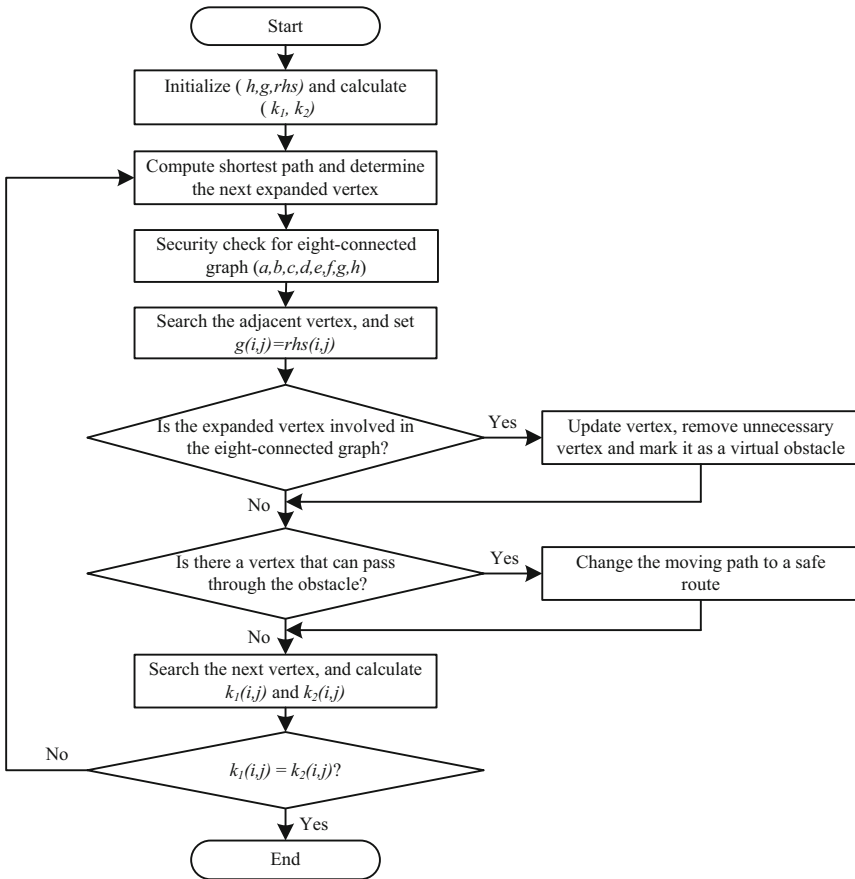 Start
Initialize ( h,g,rhs) and calculate
( k1, k2)
Compute shortest path and determine
the next expanded vertex
Security check for eight-connected
graph (a,b,c,d,e,f,g,h)
Search the adjacent vertex, and set
g(i,j)=rhs(i,j)
Is the expanded vertex involved in
the eight-connected graph?
Yes
Update vertex, remove unnecessary
vertex and mark it as a virtual obstacle
No
Is there a vertex that can pass
through the obstacle?
Yes
Change the moving path to a safe
route
No
Search the next vertex, and calculate
k1(i,j) and k2(i,j)
No
k1(i,j) = k2(i,j)?
Yes
End